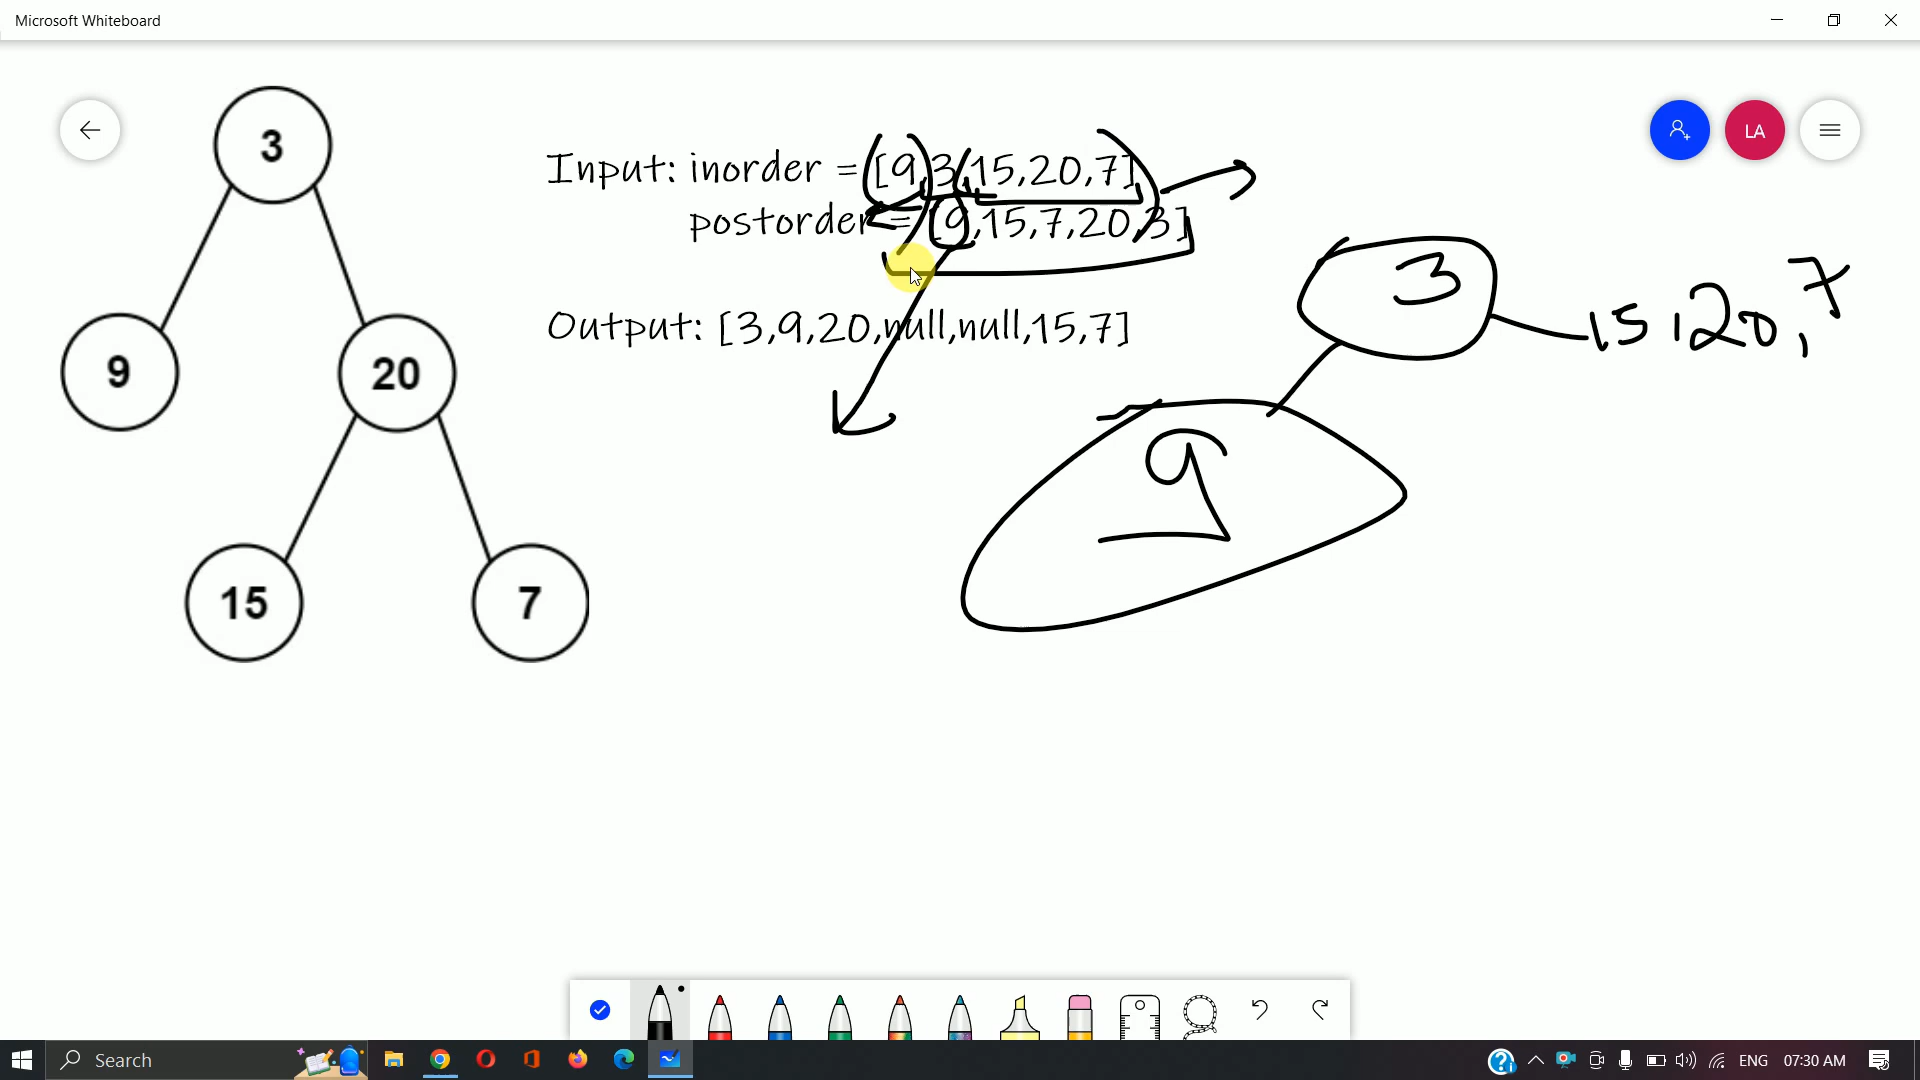 Microsoft Whiteboard
3
9
20
15
7
Input: inorder = [9,3,15,20,7]
postorder = [9,15,7,20,3]
Output: [3,9,20,null,null,15,7]
LA
3
15,20,7
9
Search
ENG
07:30 AM